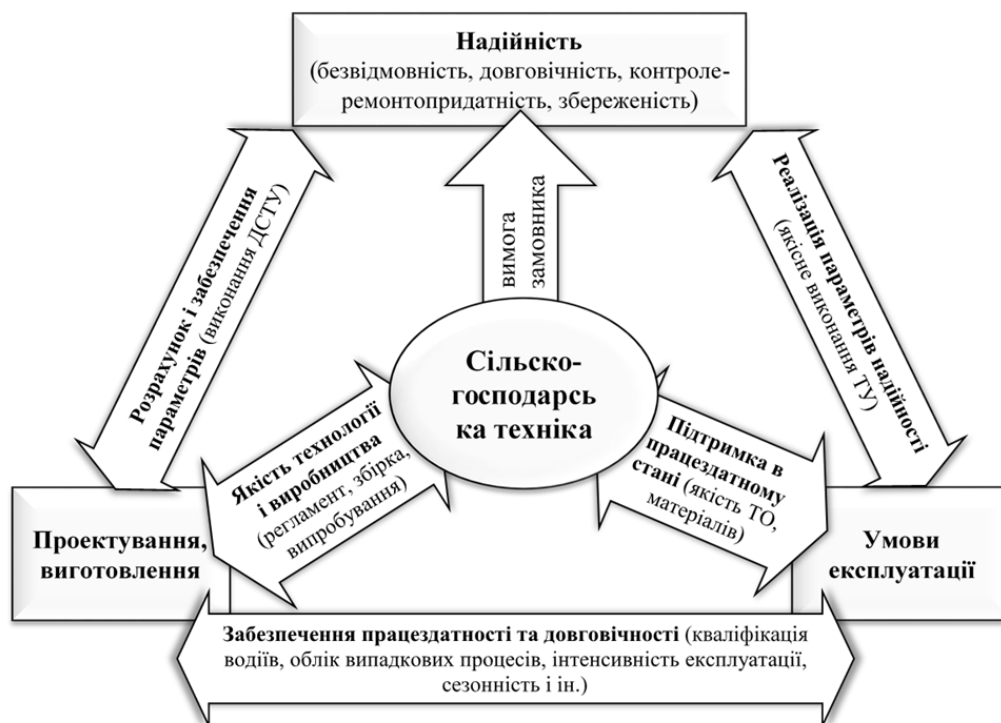 Надійність
(безвідмовність, довговічність, контроле-
ремонтопридатність, збереженість)
Розрахунок і забезпечення
параметрів (виконання ДСТУ)
вимога
замовника
Реалізація параметрів надійності
(якісне виконання ТУ)
Сільско-
господарсь
ка техніка
Якість технології
і виробництва
(регламент, збірка,
випробування)
Підтримка в
працездатному
стані (якість ТО,
матеріалів)
Проектування,
виготовлення
Умови
експлуатації
Забезпечення працездатності та довговічності (кваліфікація
водіїв, облік випадкових процесів, інтенсивність експлуатації,
сезонність і ін.)